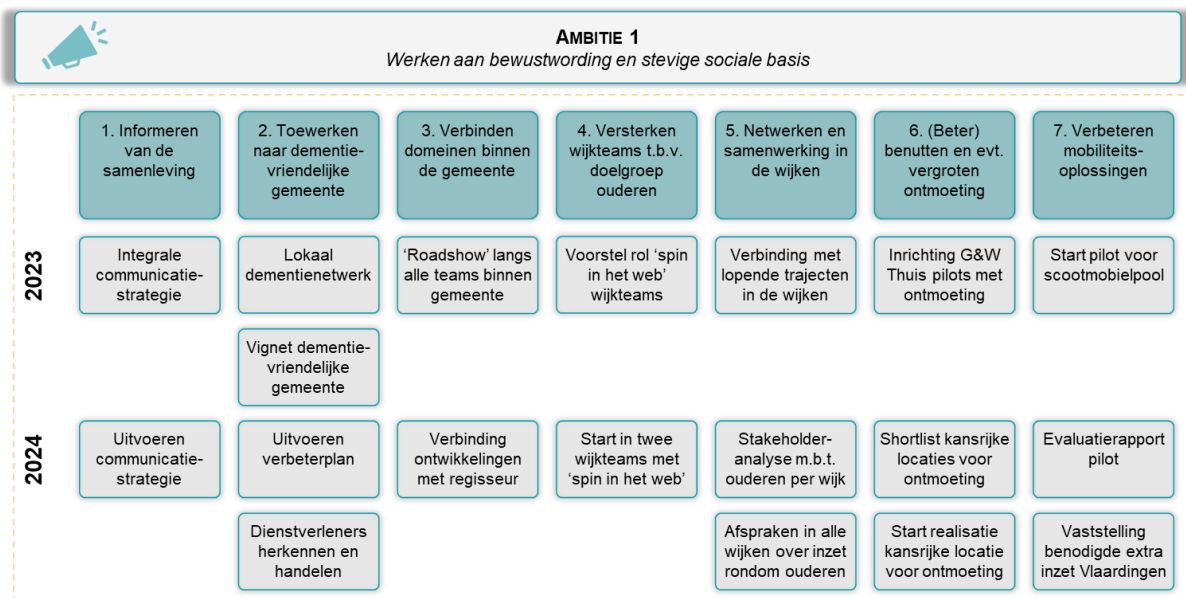 AMBITIE 1
Werken aan bewustwording en stevige sociale basis
1. Informeren
van de
samenleving
2. Toewerken
naar dementie-
vriendelijke
gemeente
3. Verbinden
domeinen binnen
de gemeente
4. Versterken
wijkteams t.b.v.
doelgroep
ouderen
5. Netwerken en
samenwerking in
de wijken
6. (Beter)
benutten en evt.
vergroten
ontmoeting
7. Verbeteren
mobiliteits-
oplossingen
2023
Integrale
communicatie-
strategie
Lokaal
dementienetwerk
‘Roadshow’ langs
alle teams binnen
gemeente
Voorstel rol ‘spin
in het web’
wijkteams
Verbinding met
lopende trajecten
in de wijken
Inrichting G&W
Thuis pilots met
ontmoeting
Start pilot voor
scootmobielpool
Vignet dementie-
vriendelijke
gemeente
2024
Uitvoeren
communicatie-
strategie
Uitvoeren
verbeterplan
Verbinding
ontwikkelingen
met regisseur
Start in twee
wijkteams met
‘spin in het web’
Stakeholder-
analyse m.b.t.
ouderen per wijk
Shortlist kansrijke
locaties voor
ontmoeting
Evaluatierapport
pilot
Dienstverleners
herkennen en
handelen
Afspraken in alle
wijken over inzet
rondom ouderen
Start realisatie
kansrijke locatie
voor ontmoeting
Vaststelling
benodigde extra
inzet Vlaardingen